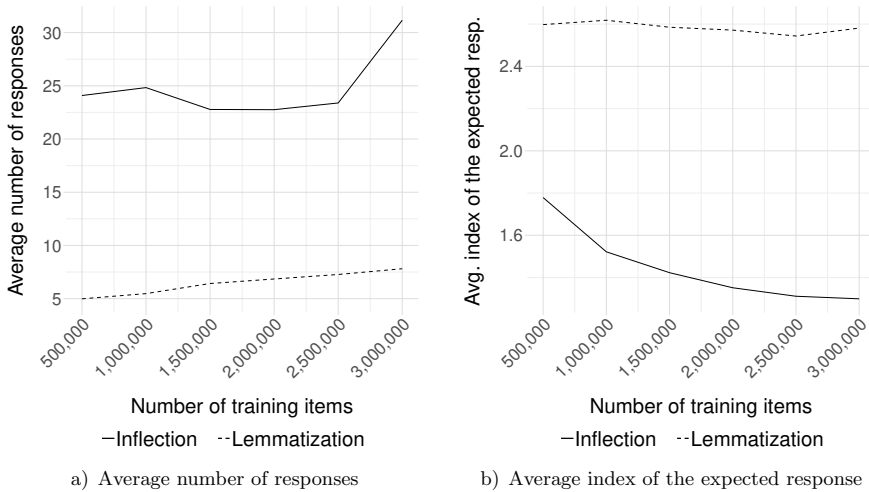 Average number of responses
30
25
20
15
10
5
500,000
1,000,000
1,500,000
2,000,000
2,500,000
3,000,000
Number of training items
Inflection Lemmatization
a) Average number of responses
Avg. index of the expected resp.
2.4
2.0
1.6
500,000
1,000,000
1,500,000
2,000,000
2,500,000
3,000,000
Number of training items
Inflection Lemmatization
b) Average index of the expected response